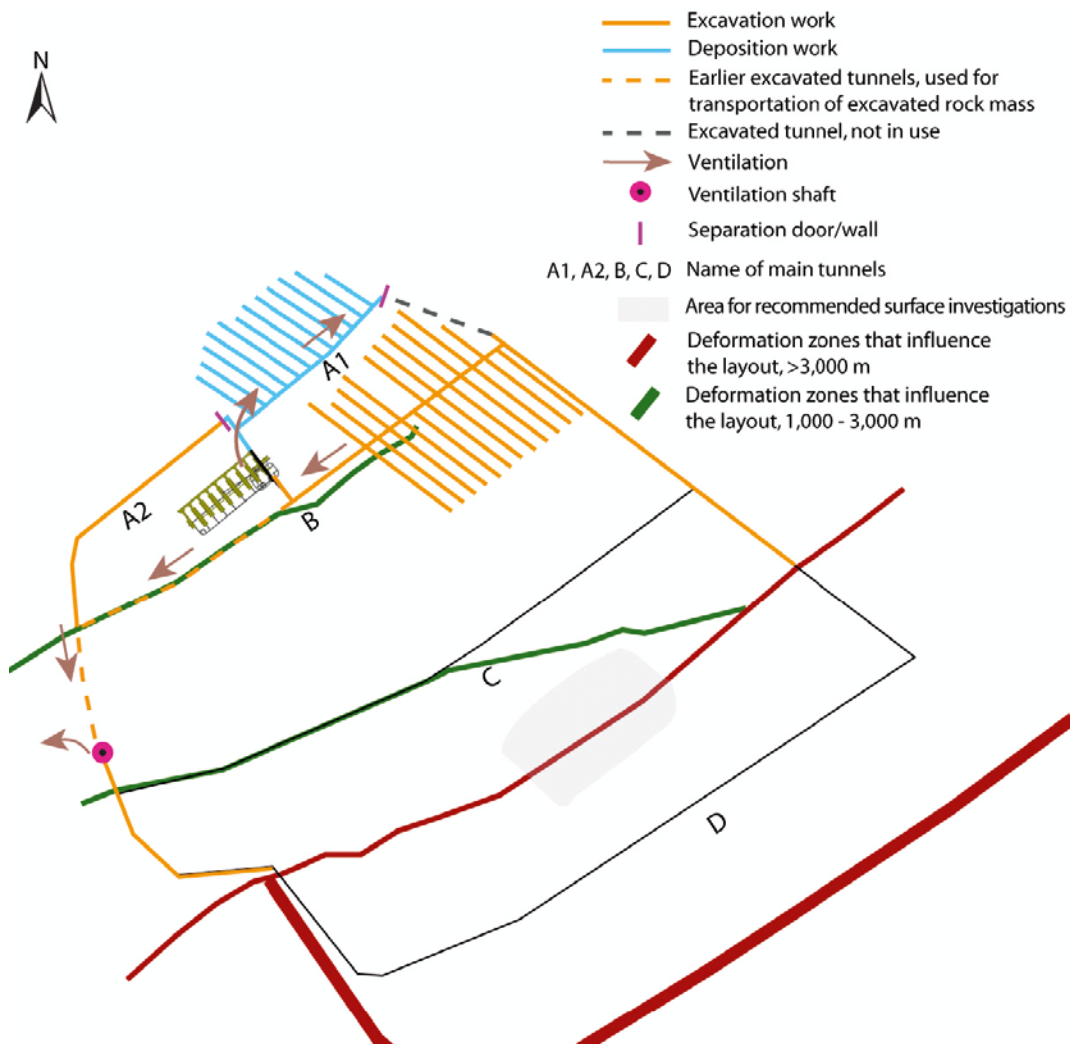 Excavation work
Deposition work
Earlier excavated tunnels, used for
transportation of excavated rock mass
Excavated tunnel, not in use
Ventilation
Ventilation shaft
Separation door/wall
A1, A2, B, C, D Name of main tunnels
Area for recommended surface investigations
Deformation zones that influence
the layout, >3,000 m
Deformation zones that influence
the layout, 1,000 - 3,000 m
N
A1
A2
B
C
D